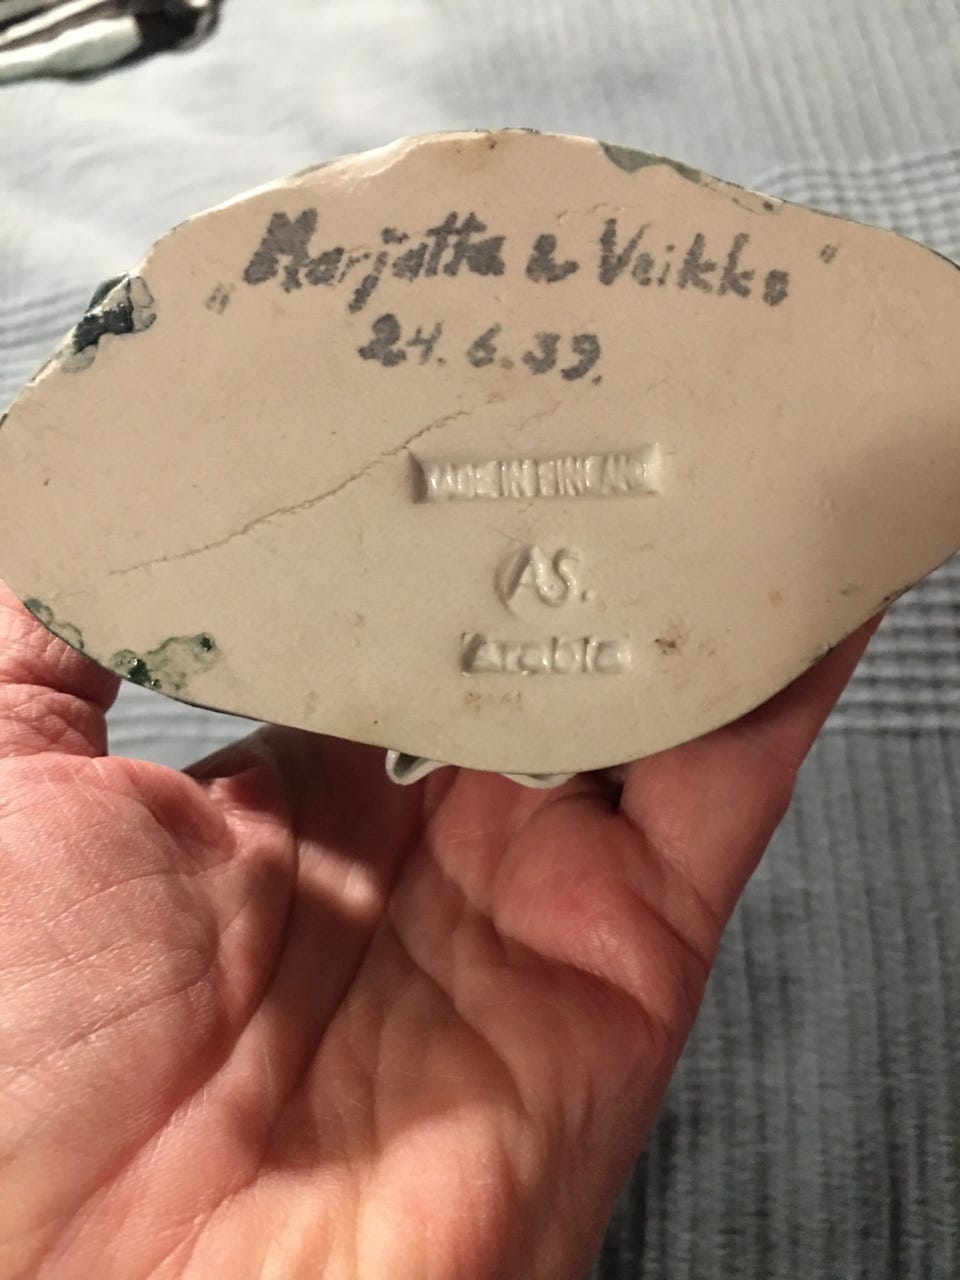 „Marjatta & Veikko"
24.6.39.
MADE IN FINLAND
AS.
Arabia